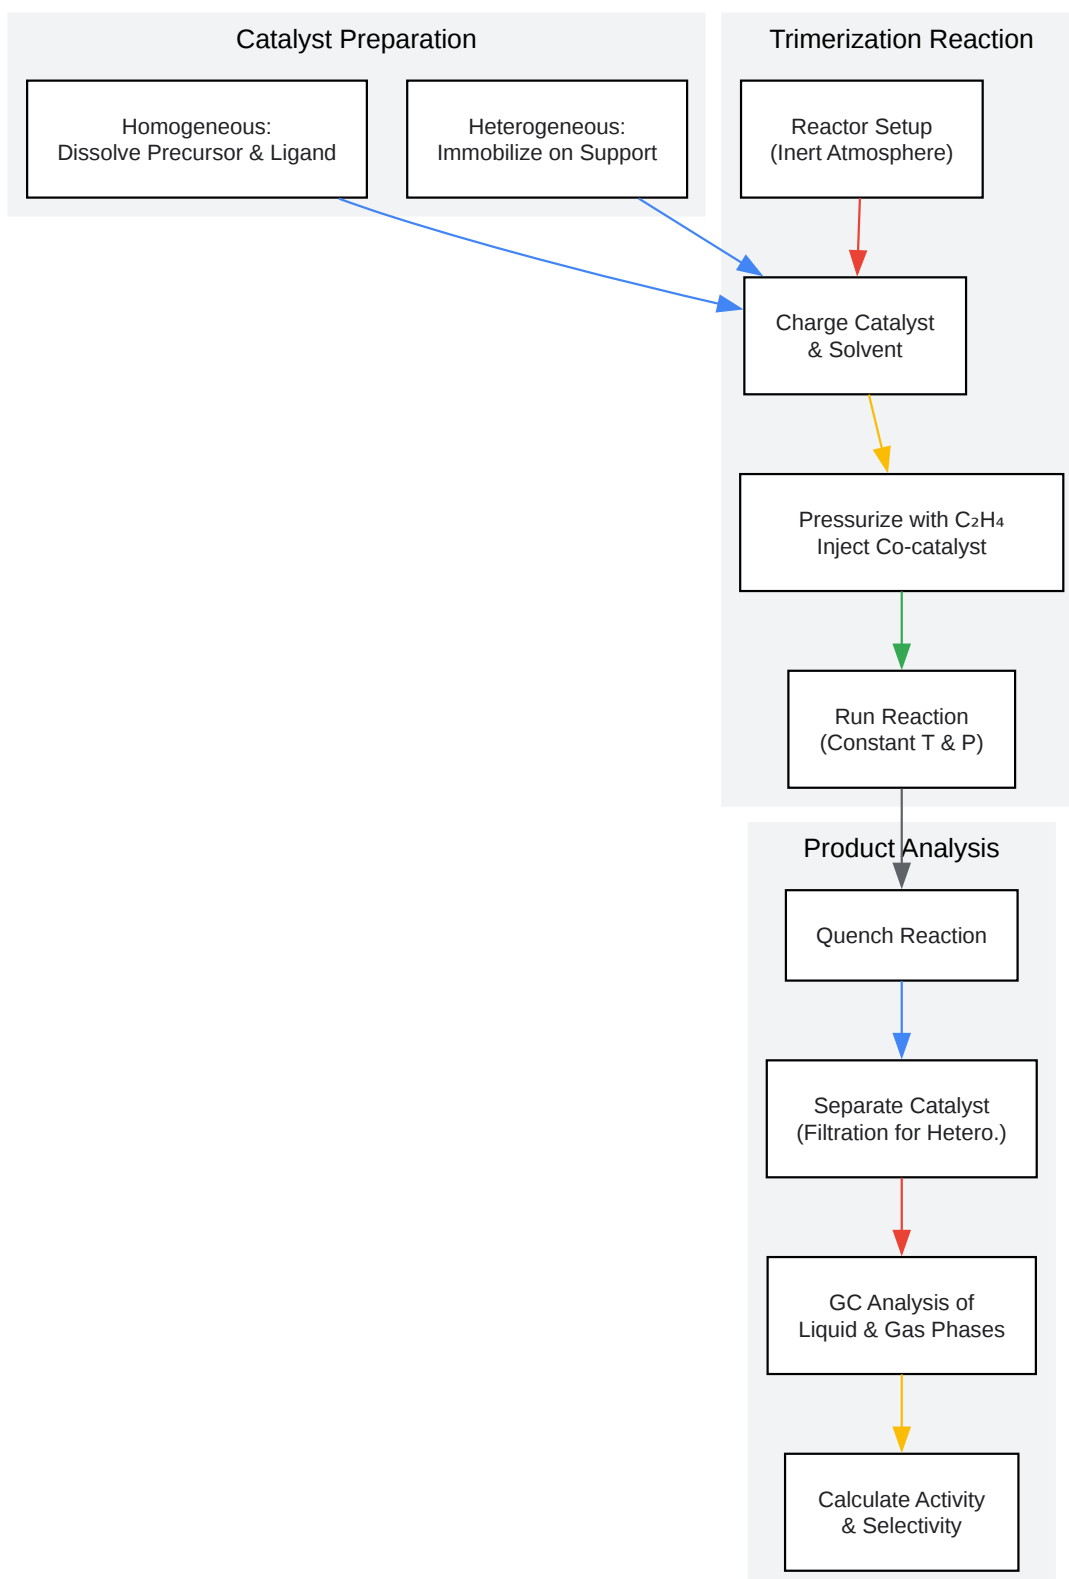 Catalyst Preparation
Homogeneous:
Dissolve Precursor & Ligand
Heterogeneous:
Immobilize on Support
Trimerization Reaction
Reactor Setup
(Inert Atmosphere)
Charge Catalyst
& Solvent
Pressurize with C₂H₄
Inject Co-catalyst
Run Reaction
(Constant T & P)
Product Analysis
Quench Reaction
Separate Catalyst
(Filtration for Hetero.)
GC Analysis of
Liquid & Gas Phases
Calculate Activity
& Selectivity